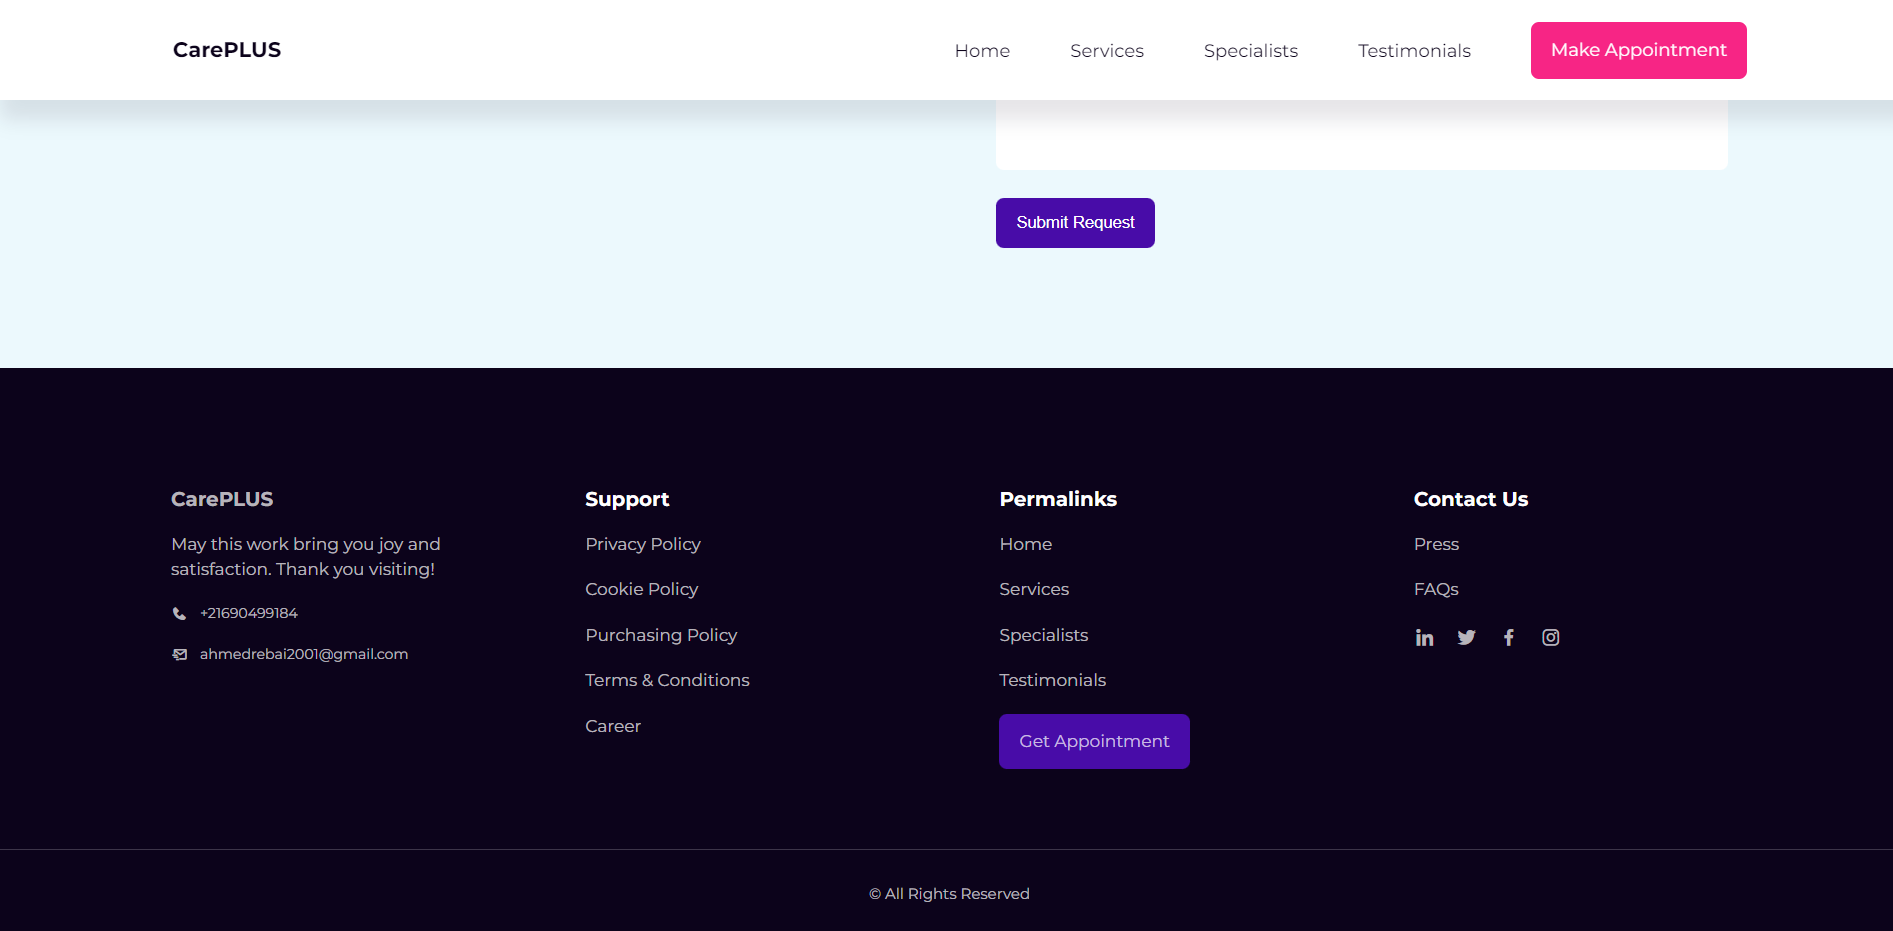 CarePLUS
Home
Services
Specialists
Testimonials
Make Appointment
Submit Request
CarePLUS
May this work bring you joy and
satisfaction. Thank you visiting!
+21690499184
ahmedrebai2001@gmail.com
Support
Privacy Policy
Cookie Policy
Purchasing Policy
Terms & Conditions
Career
Permalinks
Home
Services
Specialists
Testimonials
Get Appointment
Contact Us
Press
FAQs
© All Rights Reserved